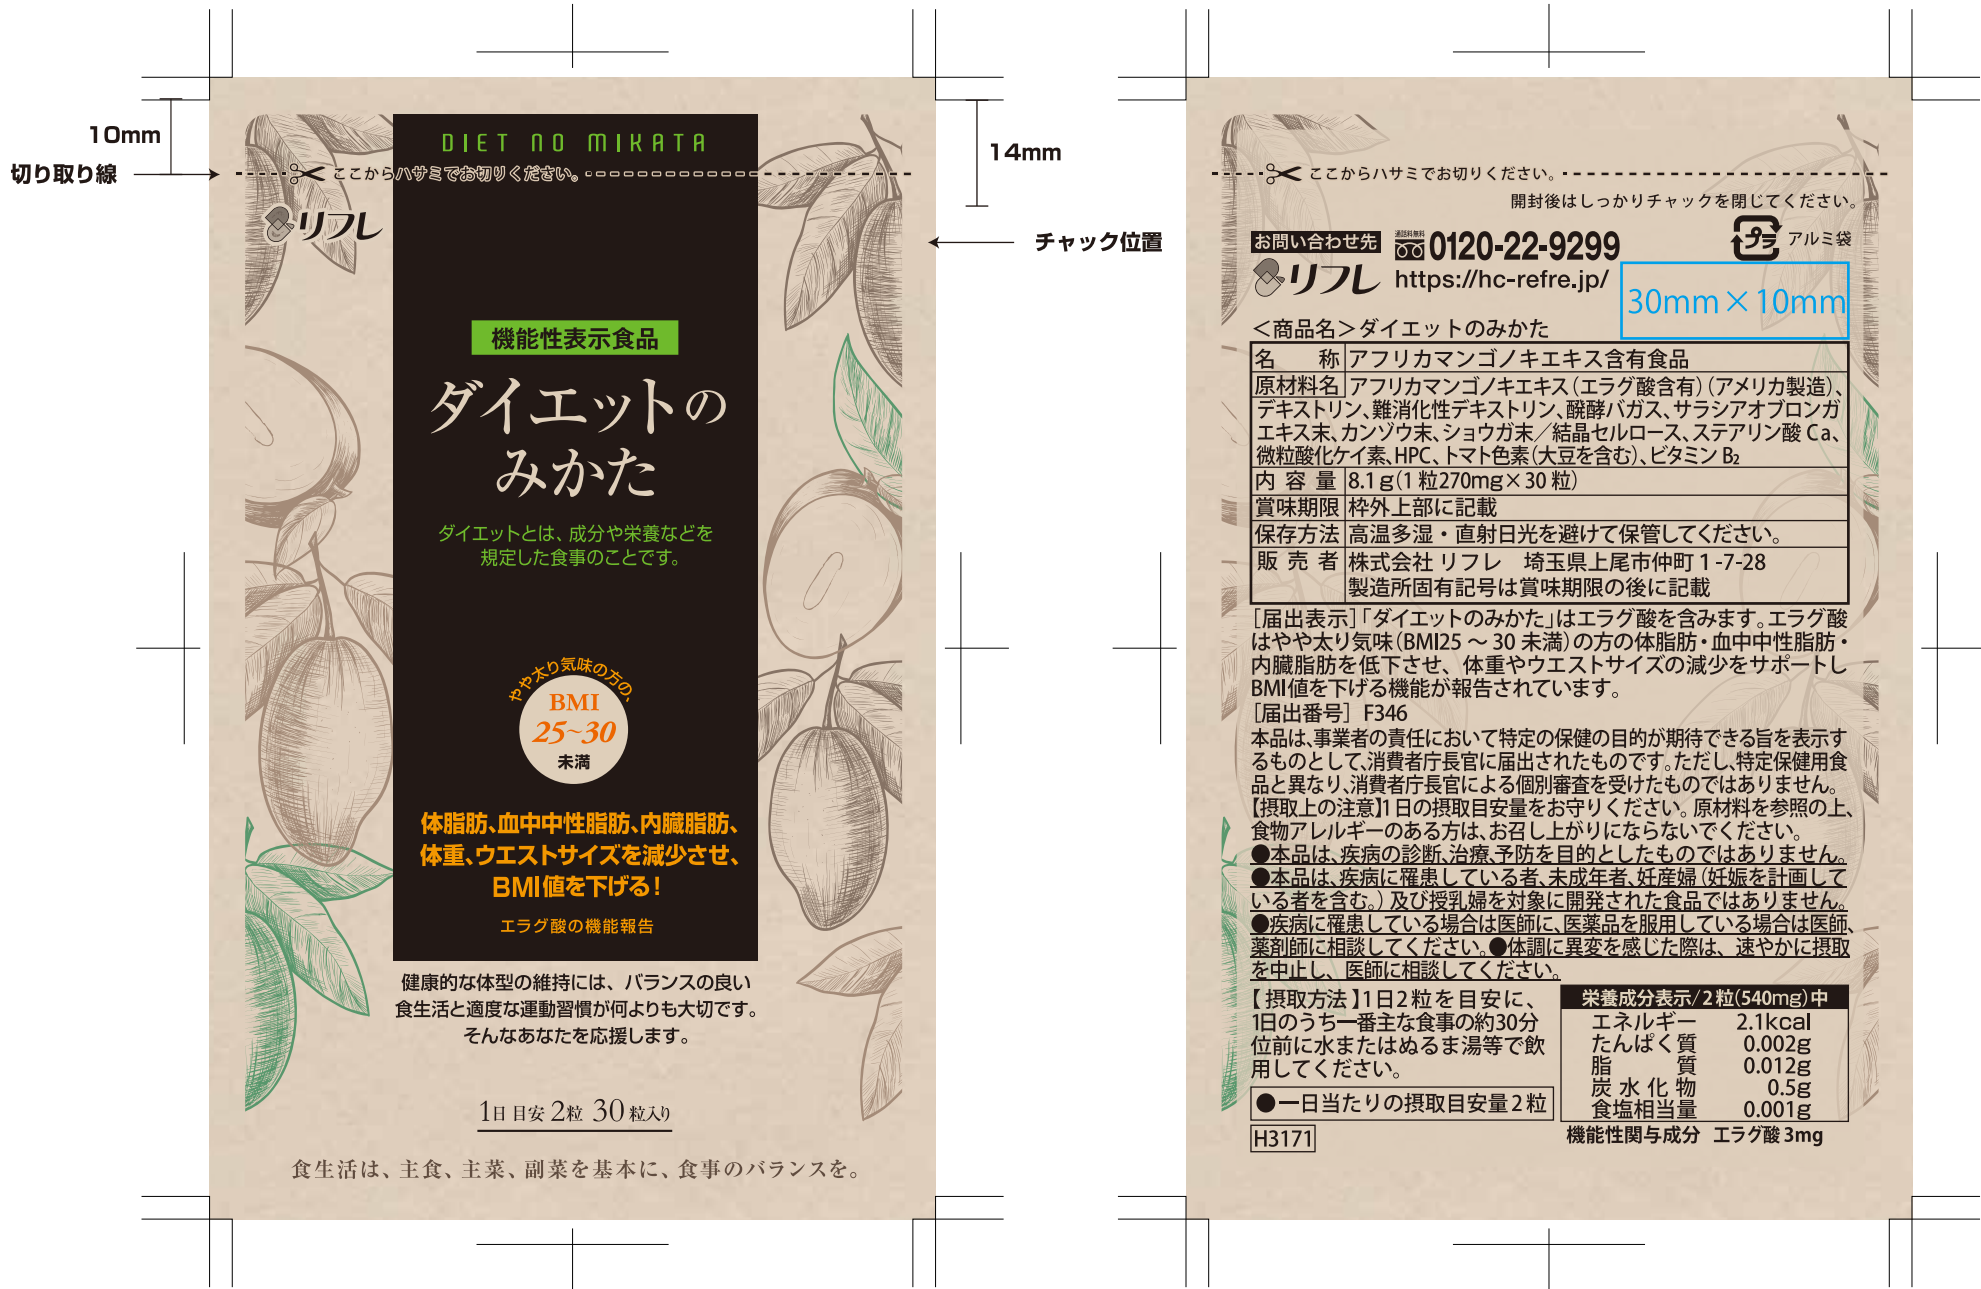 10mm
切り取り線
14mm
チャック位置
DIET NO MIKATA
ここからハサミでお切りください。
リフレ
機能性表示食品
ダイエットの
みかた
ダイエットとは、成分や栄養などを
規定した食事のことです。
やや太り気味の方の、
BMI
25~30
未満
体脂肪、血中中性脂肪、内臓脂肪、
体重、ウエストサイズを減少させ、
BMI値を下げる!
エラグ酸の機能報告
健康的な体型の維持には、バランスの良い
食生活と適度な運動習慣が何よりも大切です。
そんなあなたを応援します。
1日 目安 2粒 30粒入り
食生活は、主食、主菜、副菜を基本に、食事のバランスを。
ここからハサミでお切りください。
開封後はしっかりチャックを閉じてください。
お問い合わせ先 通話料無料 0120-22-9299
プラ アルミ袋
リフレ https://hc-refre.jp/
30mm×10mm
<商品名>ダイエットのみかた
名 称 アフリカマンゴノキエキス含有食品
原材料名 アフリカマンゴノキエキス(エラグ酸含有)(アメリカ製造)、
デキストリン、難消化性デキストリン、醗酵バガス、サラシアオブロンガ
エキス末、カンゾウ末、ショウガ末/結晶セルロース、ステアリン酸Ca、
微粒酸化ケイ素、HPC、トマト色素(大豆を含む)、ビタミンB₂
内 容 量 8.1g(1粒270mg×30粒)
賞味期限 枠外上部に記載
保存方法 高温多湿・直射日光を避けて保管してください。
販 売 者 株式会社 リフレ 埼玉県上尾市仲町1-7-28
製造所固有記号は賞味期限の後に記載
[届出表示]「ダイエットのみかた」はエラグ酸を含みます。エラグ酸
はやや太り気味(BMI25 ~ 30 未満)の方の体脂肪・血中中性脂肪・
内臓脂肪を低下させ、体重やウエストサイズの減少をサポートし
BMI値を下げる機能が報告されています。
[届出番号] F346
本品は、事業者の責任において特定の保健の目的が期待できる旨を表示す
るものとして、消費者庁長官に届出されたものです。ただし、特定保健用食
品と異なり、消費者庁長官による個別審査を受けたものではありません。
【摂取上の注意】1日の摂取目安量をお守りください。原材料を参照の上、
食物アレルギーのある方は、お召し上がりにならないでください。
●本品は、疾病の診断、治療、予防を目的としたものではありません。
●本品は、疾病に罹患している者、未成年者、妊産婦(妊娠を計画して
いる者を含む。)及び授乳婦を対象に開発された食品ではありません。
●疾病に罹患している場合は医師に、医薬品を服用している場合は医師、
薬剤師に相談してください。●体調に異変を感じた際は、速やかに摂取
を中止し、医師に相談してください。
【摂取方法】1日2粒を目安に、
1日のうち一番主な食事の約30分
位前に水またはぬるま湯等で飲
用してください。
●一日当たりの摂取目安量2粒
H3171
栄養成分表示/2粒(540mg)中
エネルギー 2.1kcal
たんぱく質 0.002g
脂 質 0.012g
炭水化物 0.5g
食塩相当量 0.001g
機能性関与成分 エラグ酸3mg